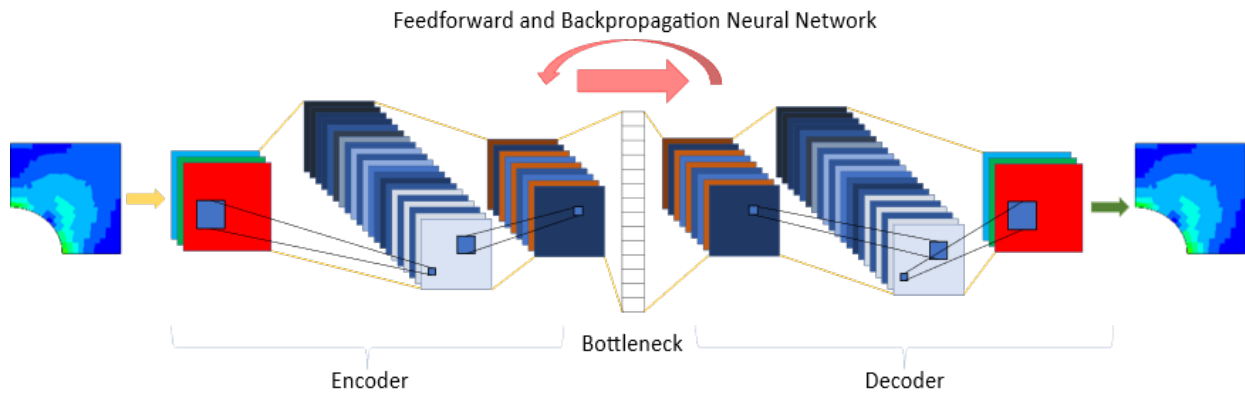 Feedforward and Backpropagation Neural Network
Bottleneck
Encoder
Decoder